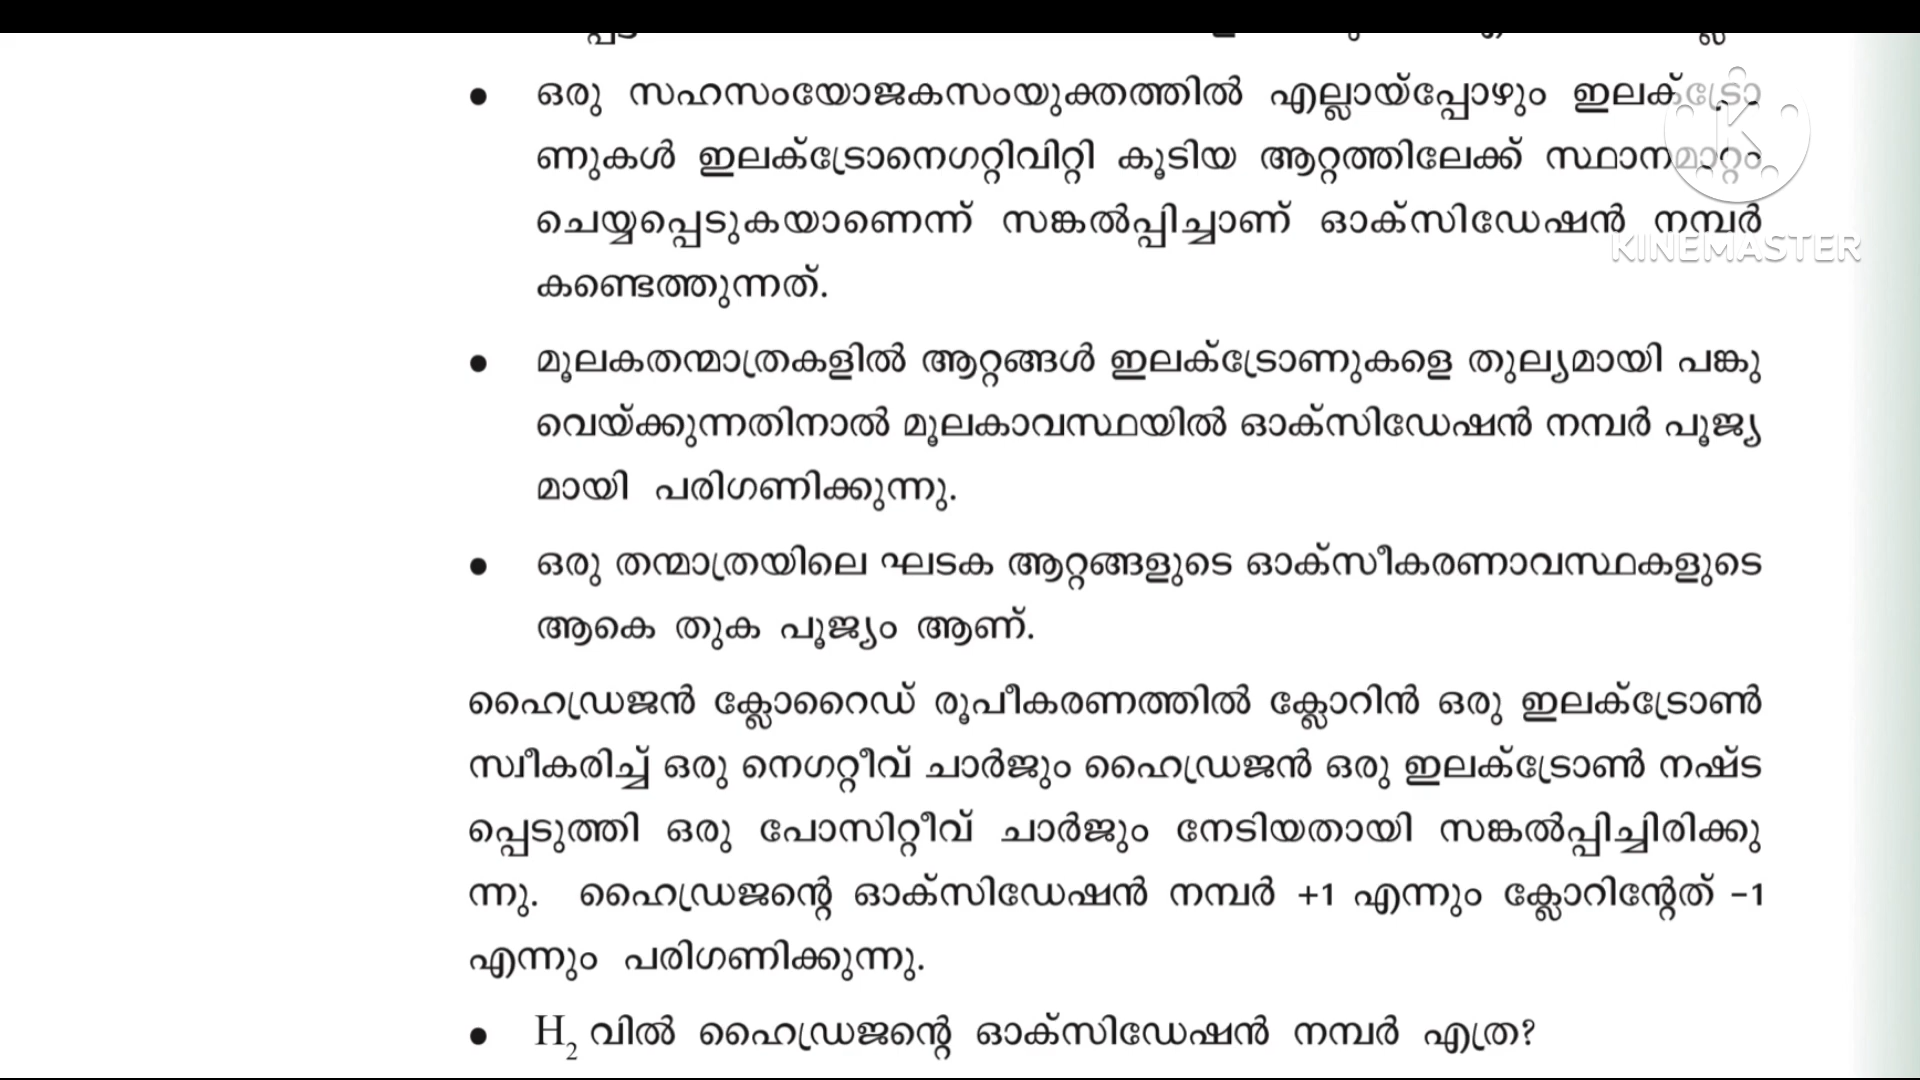 • ഒരു സഹസംയോജകസംയുക്തത്തിൽ എല്ലായ്പ്പോഴും ഇലക്ട്രോ
ണുകൾ ഇലക്ട്രോനെഗറ്റിവിറ്റി കൂടിയ ആറ്റത്തിലേക്ക് സ്ഥാനമാറ്റം
ചെയ്യപ്പെടുകയാണെന്ന് സങ്കൽപ്പിച്ചാണ് ഓക്സിഡേഷൻ നമ്പർ
KINEMASTER
കണ്ടെത്തുന്നത്.
• മൂലകതന്മാത്രകളിൽ ആറ്റങ്ങൾ ഇലക്ട്രോണുകളെ തുല്യമായി പങ്കു
വെയ്ക്കുന്നതിനാൽ മൂലകാവസ്ഥയിൽ ഓക്സിഡേഷൻ നമ്പർ പൂജ്യ
മായി പരിഗണിക്കുന്നു.
• ഒരു തന്മാത്രയിലെ ഘടക ആറ്റങ്ങളുടെ ഓക്സീകരണാവസ്ഥകളുടെ
ആകെ തുക പൂജ്യം ആണ്.
ഹൈഡ്രജൻ ക്ലോറൈഡ് രൂപീകരണത്തിൽ ക്ലോറിൻ ഒരു ഇലക്ട്രോൺ
സ്വീകരിച്ച് ഒരു നെഗറ്റീവ് ചാർജും ഹൈഡ്രജൻ ഒരു ഇലക്ട്രോൺ നഷ്ട
പ്പെടുത്തി ഒരു പോസിറ്റീവ് ചാർജും നേടിയതായി സങ്കൽപ്പിച്ചിരിക്കു
ന്നു. ഹൈഡ്രജന്റെ ഓക്സിഡേഷൻ നമ്പർ +1 എന്നും ക്ലോറിന്റേത് –1
എന്നും പരിഗണിക്കുന്നു.
• H₂ വിൽ ഹൈഡ്രജന്റെ ഓക്സിഡേഷൻ നമ്പർ എത്ര?